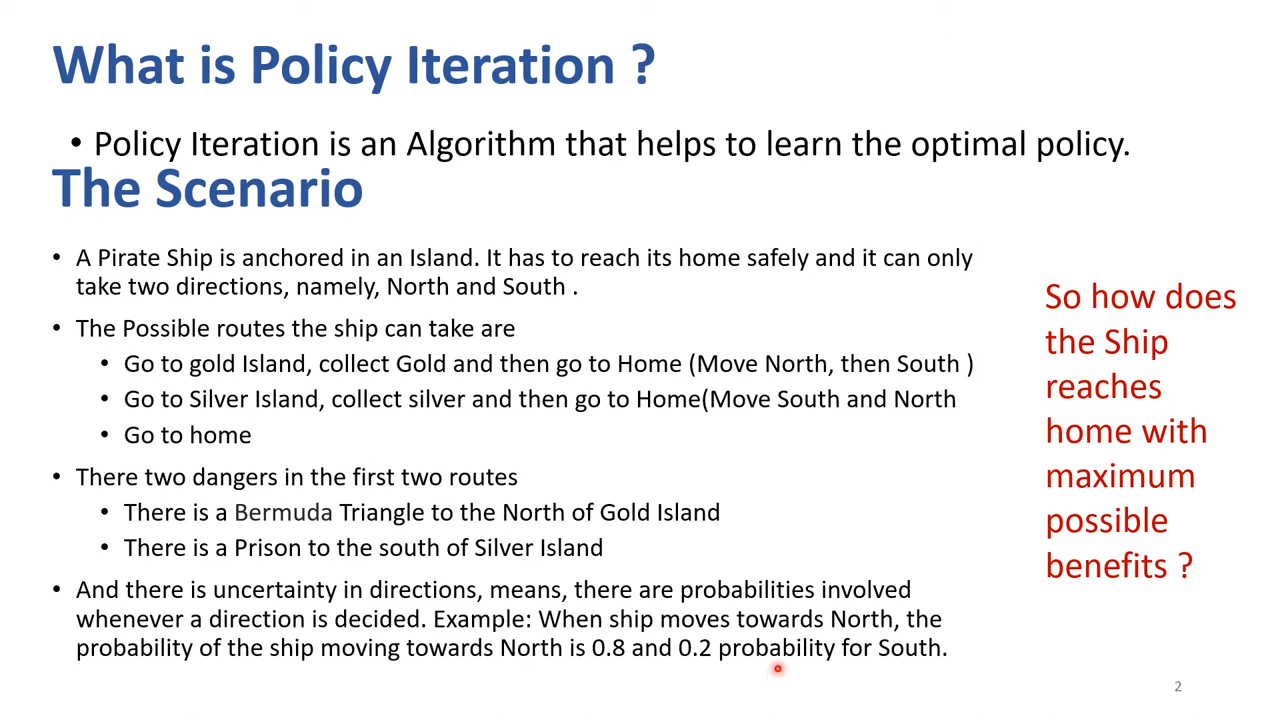 What is Policy Iteration ?
• Policy Iteration is an Algorithm that helps to learn the optimal policy.
The Scenario
• A Pirate Ship is anchored in an Island. It has to reach its home safely and it can only
take two directions, namely, North and South .
• The Possible routes the ship can take are
• Go to gold Island, collect Gold and then go to Home (Move North, then South )
• Go to Silver Island, collect silver and then go to Home(Move South and North
• Go to home
• There two dangers in the first two routes
• There is a Bermuda Triangle to the North of Gold Island
• There is a Prison to the south of Silver Island
• And there is uncertainty in directions, means, there are probabilities involved
whenever a direction is decided. Example: When ship moves towards North, the
probability of the ship moving towards North is 0.8 and 0.2 probability for South.
So how does
the Ship
reaches
home with
maximum
possible
benefits ?
2